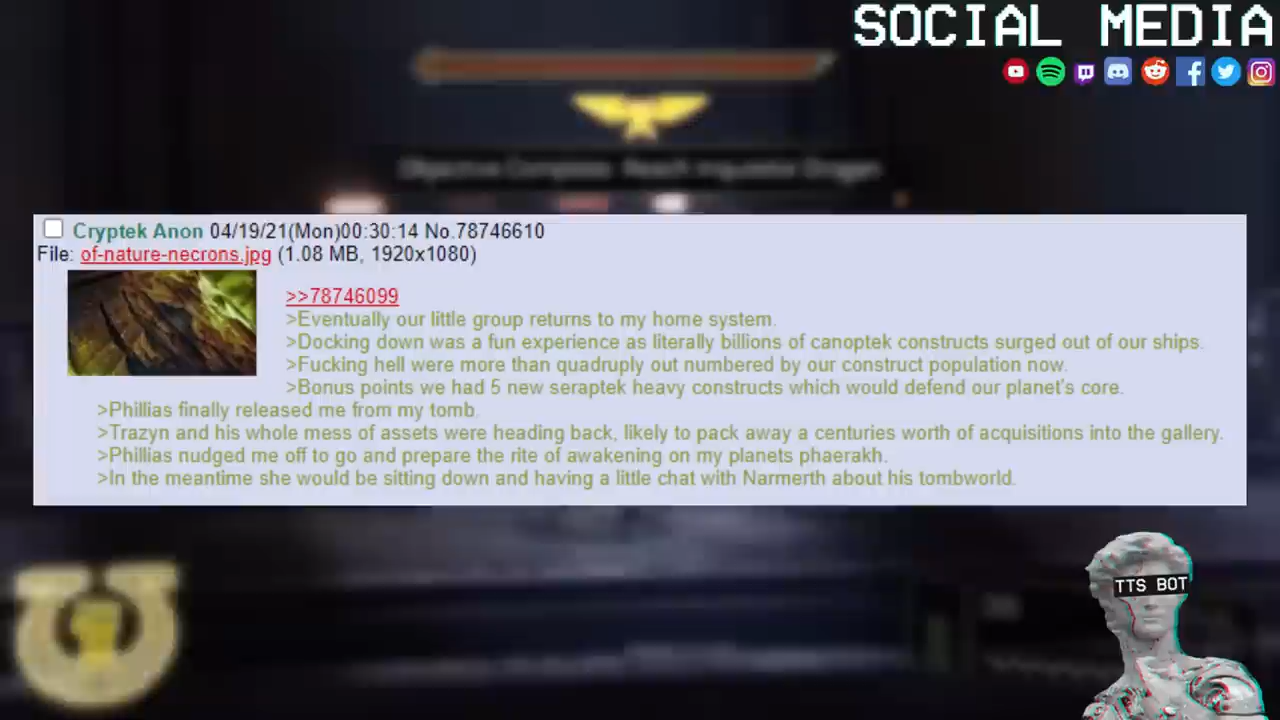 SOCIAL MEDIA
Objective Complete: Reach Inquisitor Drogan
Cryptek Anon 04/19/21(Mon)00:30:14 No.78746610
File: of-nature-necrons.jpg (1.08 MB, 1920x1080)
>>78746099
>Eventually our little group returns to my home system.
>Docking down was a fun experience as literally billions of canoptek constructs surged out of our ships.
>Fucking hell were more than quadruply out numbered by our construct population now.
>Bonus points we had 5 new seraptek heavy constructs which would defend our planet's core.
>Phillias finally released me from my tomb.
>Trazyn and his whole mess of assets were heading back, likely to pack away a centuries worth of acquisitions into the gallery.
>Phillias nudged me off to go and prepare the rite of awakening on my planets phaerakh.
>In the meantime she would be sitting down and having a little chat with Narmerth about his tombworld.
TTS BOT